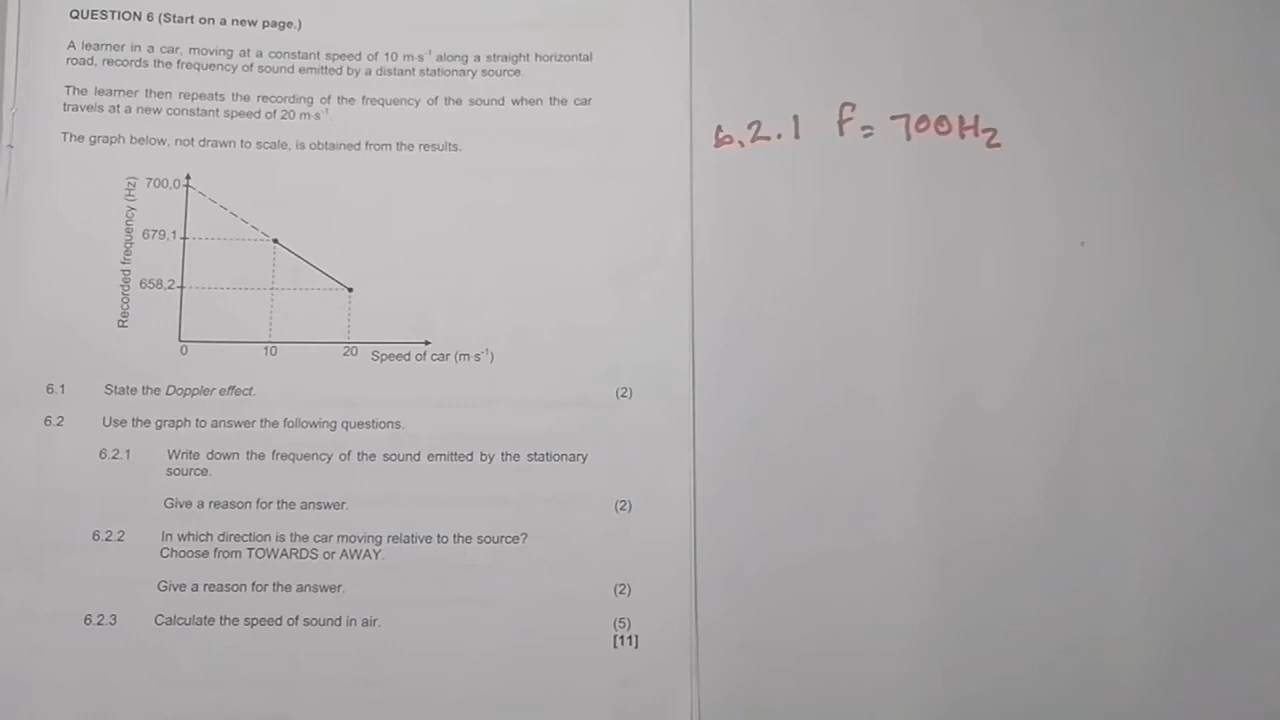 QUESTION 6 (Start on a new page.)
A learner in a car, moving at a constant speed of 10 m·s⁻¹ along a straight horizontal
road, records the frequency of sound emitted by a distant stationary source.
The learner then repeats the recording of the frequency of the sound when the car
travels at a new constant speed of 20 m·s⁻¹.
The graph below, not drawn to scale, is obtained from the results.
Recorded frequency (Hz)
700,0
679,1
658,2
0
10
20
Speed of car (m·s⁻¹)
6.1 State the Doppler effect. (2)
6.2 Use the graph to answer the following questions.
6.2.1 Write down the frequency of the sound emitted by the stationary
source.
Give a reason for the answer. (2)
6.2.2 In which direction is the car moving relative to the source?
Choose from TOWARDS or AWAY.
Give a reason for the answer. (2)
6.2.3 Calculate the speed of sound in air. (5)
[11]
6.2.1 f = 700Hz